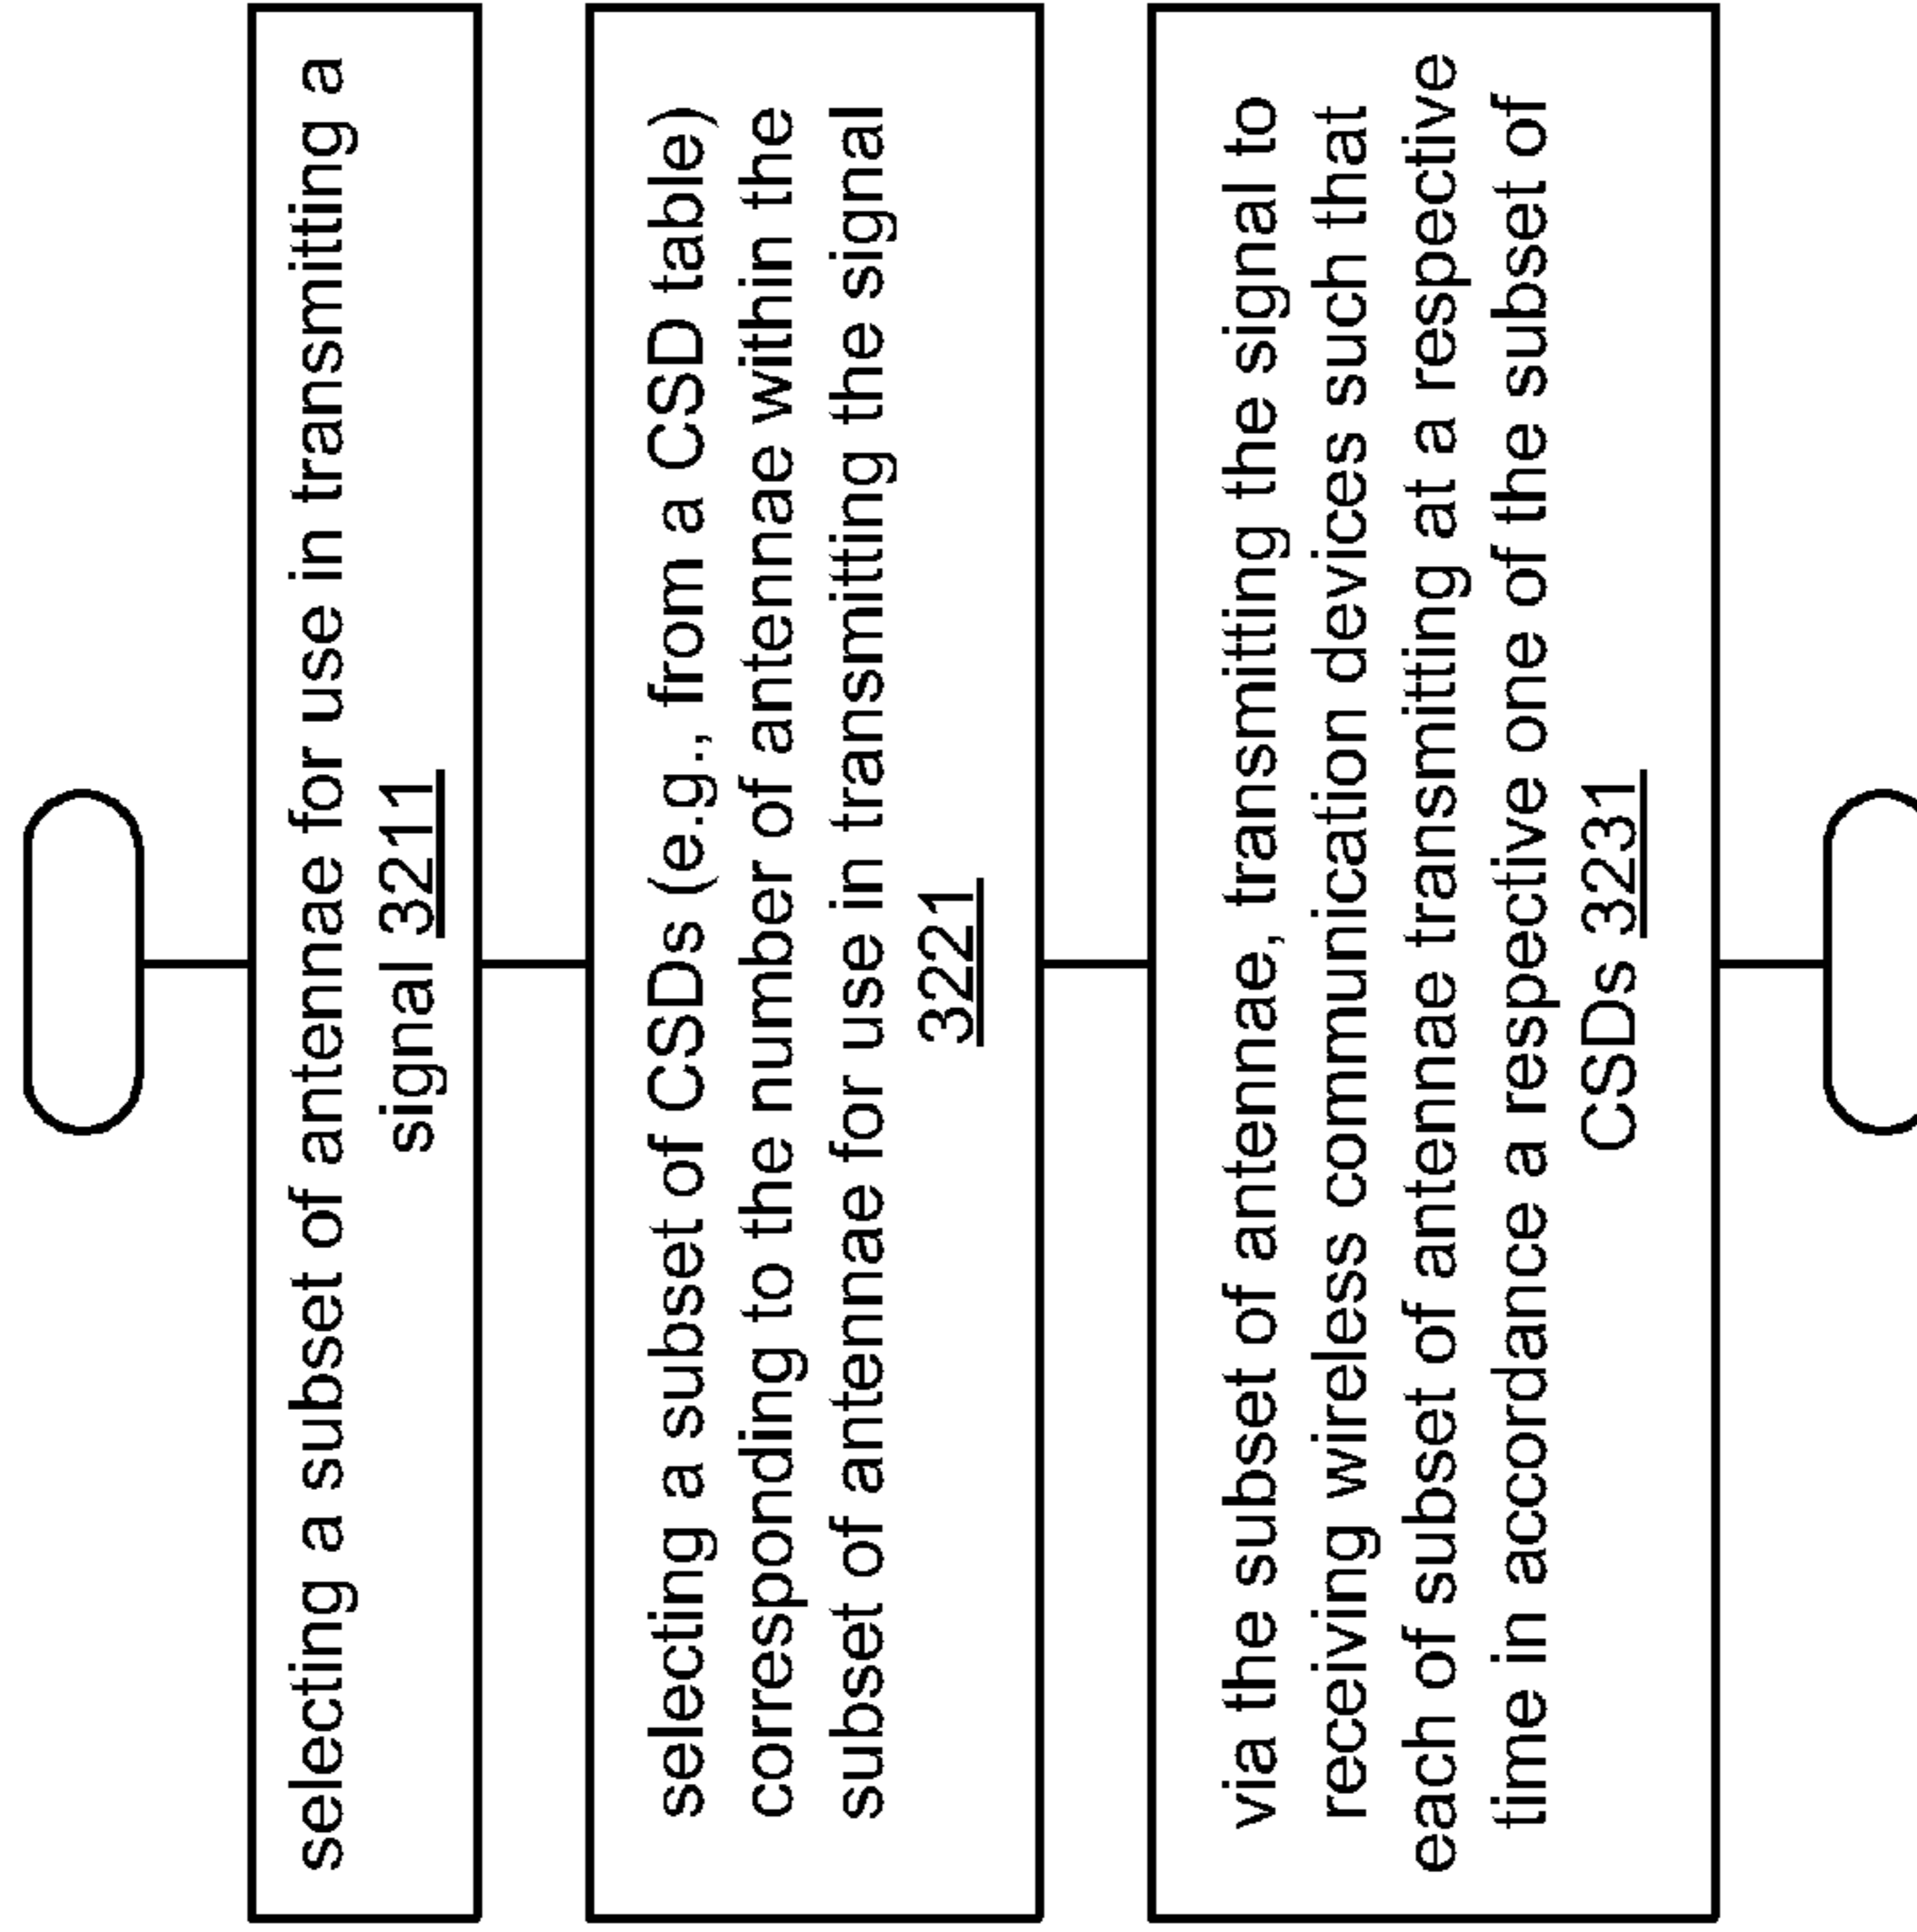 selecting a subset of antennae for use in transmitting a
signal 3211
selecting a subset of CSDs (e.g., from a CSD table)
corresponding to the number of antennae within the
subset of antennae for use in transmitting the signal
3221
via the subset of antennae, transmitting the signal to
receiving wireless communication devices such that
each of subset of antennae transmitting at a respective
time in accordance a respective one of the subset of
CSDs 3231